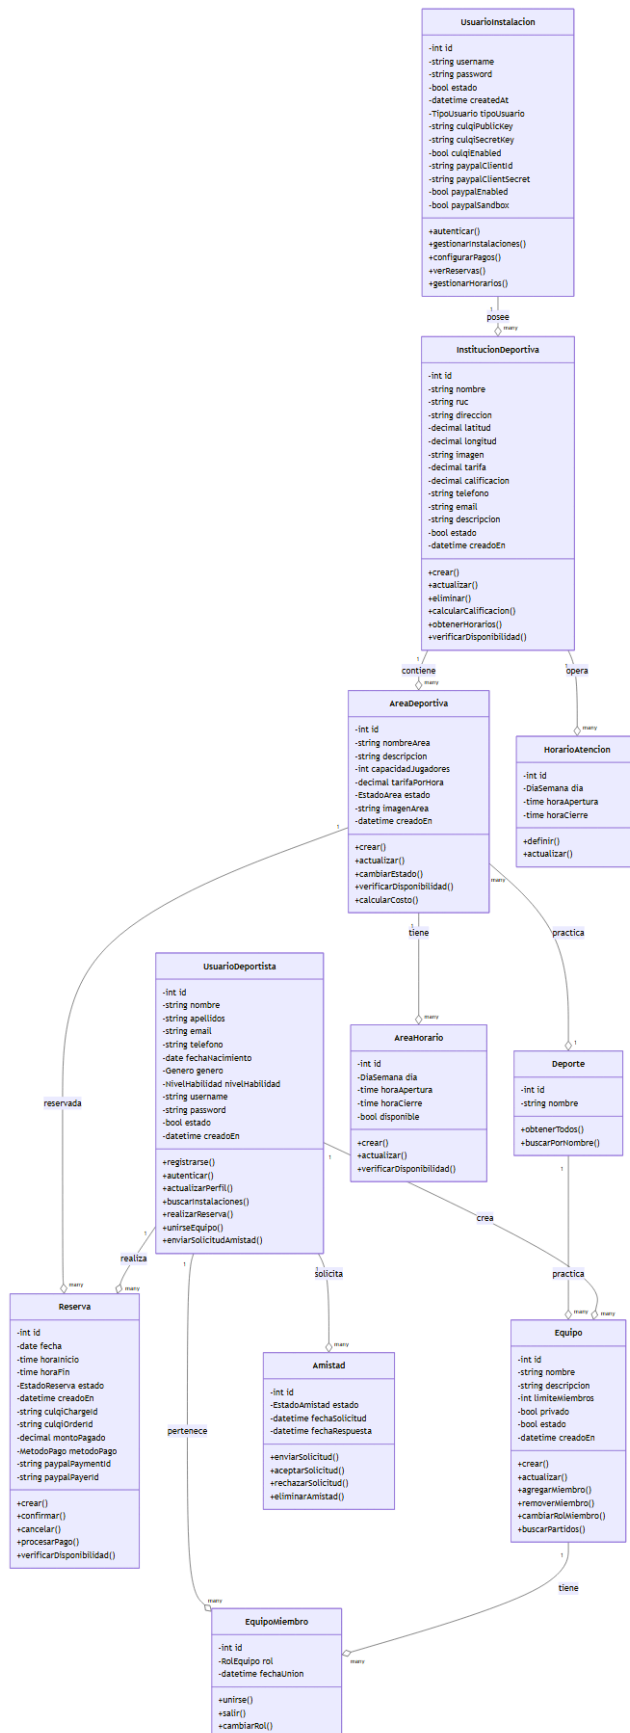 UsuarioInstalacion
-int id
-string username
-string password
-bool estado
-datetime createdAt
-TipoUsuario tipoUsuario
-string culqiPublicKey
-string culqiSecretKey
-bool culqiEnabled
-string paypalClientId
-string paypalClientSecret
-bool paypalEnabled
-bool paypalSandbox
+autenticar()
+gestionarInstalaciones()
+configurarPagos()
+verReservas()
+gestionarHorarios()
1
posee
many
InstitucionDeportiva
-int id
-string nombre
-string ruc
-string direccion
-decimal latitud
-decimal longitud
-string imagen
-decimal tarifa
-decimal calificacion
-string telefono
-string email
-string descripcion
-bool estado
-datetime creadoEn
+crear()
+actualizar()
+eliminar()
+calcularCalificacion()
+obtenerHorarios()
+verificarDisponibilidad()
1
contiene
many
1
opera
many
AreaDeportiva
-int id
-string nombreArea
-string descripcion
-int capacidadJugadores
-decimal tarifaPorHora
-EstadoArea estado
-string imagenArea
-datetime creadoEn
+crear()
+actualizar()
+cambiarEstado()
+verificarDisponibilidad()
+calcularCosto()
HorarioAtencion
-int id
-DiaSemana dia
-time horaApertura
-time horaCierre
+definir()
+actualizar()
1
reservada
many
1
tiene
many
many
practica
1
UsuarioDeportista
-int id
-string nombre
-string apellidos
-string email
-string telefono
-date fechaNacimiento
-Genero genero
-NivelHabilidad nivelHabilidad
-string username
-string password
-bool estado
-datetime creadoEn
+registrarse()
+autenticar()
+actualizarPerfil()
+buscarInstalaciones()
+realizarReserva()
+unirseEquipo()
+enviarSolicitudAmistad()
AreaHorario
-int id
-DiaSemana dia
-time horaApertura
-time horaCierre
-bool disponible
+crear()
+actualizar()
+verificarDisponibilidad()
Deporte
-int id
-string nombre
+obtenerTodos()
+buscarPorNombre()
1
realiza
many
1
pertenece
many
1
solicita
many
1
crea
many
1
practica
many
Reserva
-int id
-date fecha
-time horaInicio
-time horaFin
-EstadoReserva estado
-datetime creadoEn
-string culqiChargeId
-string culqiOrderId
-decimal montoPagado
-MetodoPago metodoPago
-string paypalPaymentId
-string paypalPayerId
+crear()
+confirmar()
+cancelar()
+procesarPago()
+verificarDisponibilidad()
Amistad
-int id
-EstadoAmistad estado
-datetime fechaSolicitud
-datetime fechaRespuesta
+enviarSolicitud()
+aceptarSolicitud()
+rechazarSolicitud()
+eliminarAmistad()
Equipo
-int id
-string nombre
-string descripcion
-int limiteMiembros
-bool privado
-bool estado
-datetime creadoEn
+crear()
+actualizar()
+agregarMiembro()
+removerMiembro()
+cambiarRolMiembro()
+buscarPartidos()
1
tiene
many
EquipoMiembro
-int id
-RolEquipo rol
-datetime fechaUnion
+unirse()
+salir()
+cambiarRol()